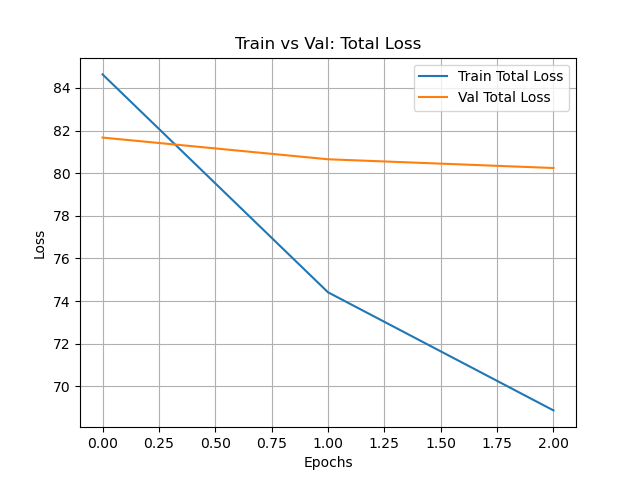 Train vs Val: Total Loss
Train Total Loss
Val Total Loss
84
82
80
78
76
74
72
70
Loss
0.00 0.25 0.50 0.75 1.00 1.25 1.50 1.75 2.00
Epochs